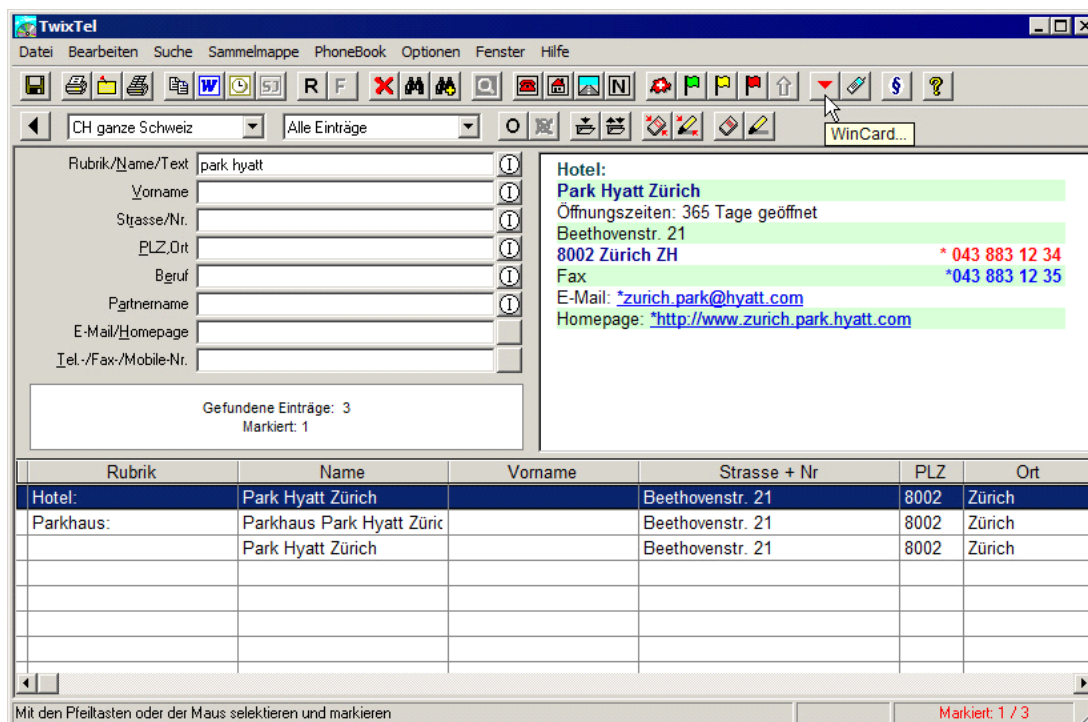 TwixTel
Datei Bearbeiten Suche Sammelmappe PhoneBook Optionen Fenster Hilfe
W SJ R F N § ?
CH ganze Schweiz Alle Einträge O
WinCard...
Rubrik/Name/Text park hyatt
Vorname
Strasse/Nr.
PLZ,Ort
Beruf
Partnername
E-Mail/Homepage
Tel.-/Fax-/Mobile-Nr.
Gefundene Einträge: 3
Markiert: 1
Hotel:
Park Hyatt Zürich
Öffnungszeiten: 365 Tage geöffnet
Beethovenstr. 21
8002 Zürich ZH * 043 883 12 34
Fax *043 883 12 35
E-Mail: *zurich.park@hyatt.com
Homepage: *http://www.zurich.park.hyatt.com
Rubrik Name Vorname Strasse + Nr PLZ Ort
Hotel: Park Hyatt Zürich Beethovenstr. 21 8002 Zürich
Parkhaus: Parkhaus Park Hyatt Züric Beethovenstr. 21 8002 Zürich
Park Hyatt Zürich Beethovenstr. 21 8002 Zürich
Mit den Pfeiltasten oder der Maus selektieren und markieren Markiert: 1 / 3